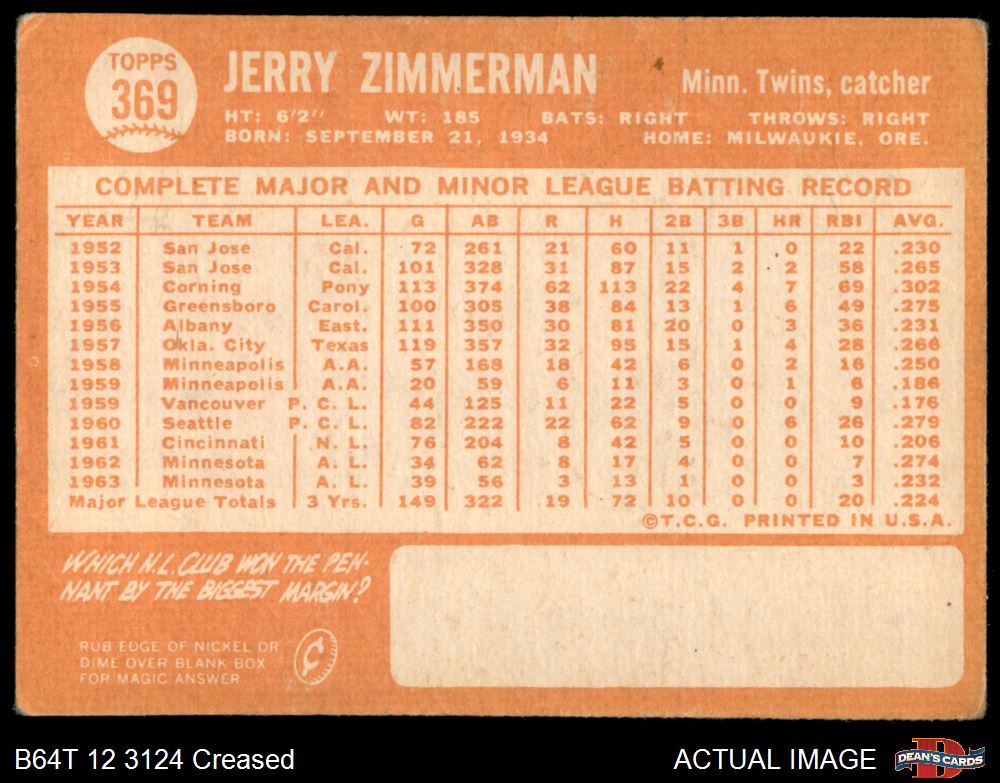 TOPPS
369
JERRY ZIMMERMAN
Minn. Twins, catcher
HT: 6'2" WT: 185 BATS: RIGHT THROWS: RIGHT
BORN: SEPTEMBER 21, 1934 HOME: MILWAUKIE, ORE.
COMPLETE MAJOR AND MINOR LEAGUE BATTING RECORD
YEAR TEAM LEA. G AB R H 2B 3B HR RBI AVG.
1952 San Jose Cal. 72 261 21 60 11 1 0 22 .230
1953 San Jose Cal. 101 328 31 87 15 2 2 58 .265
1954 Corning Pony 113 374 62 113 22 4 7 69 .302
1955 Greensboro Carol. 100 305 38 84 13 1 6 49 .275
1956 Albany East. 111 350 30 81 20 0 3 36 .231
1957 Okla. City Texas 119 357 32 95 15 1 4 28 .266
1958 Minneapolis A.A. 57 168 18 42 6 0 2 16 .250
1959 Minneapolis A.A. 20 59 6 11 3 0 1 6 .186
1959 Vancouver P. C. L. 44 125 11 22 5 0 0 9 .176
1960 Seattle P. C. L. 82 222 22 62 9 0 6 26 .279
1961 Cincinnati N. L. 76 204 8 42 5 0 0 10 .206
1962 Minnesota A. L. 34 62 8 17 4 0 0 7 .274
1963 Minnesota A. L. 39 56 3 13 1 0 0 3 .232
Major League Totals 3 Yrs. 149 322 19 72 10 0 0 20 .224
©T.C.G. PRINTED IN U.S.A.
WHICH N.L. CLUB WON THE PEN-
NANT BY THE BIGGEST MARGIN?
RUB EDGE OF NICKEL OR
DIME OVER BLANK BOX
FOR MAGIC ANSWER
¢
B64T 12 3124 Creased
ACTUAL IMAGE
D
DEAN'S CARDS